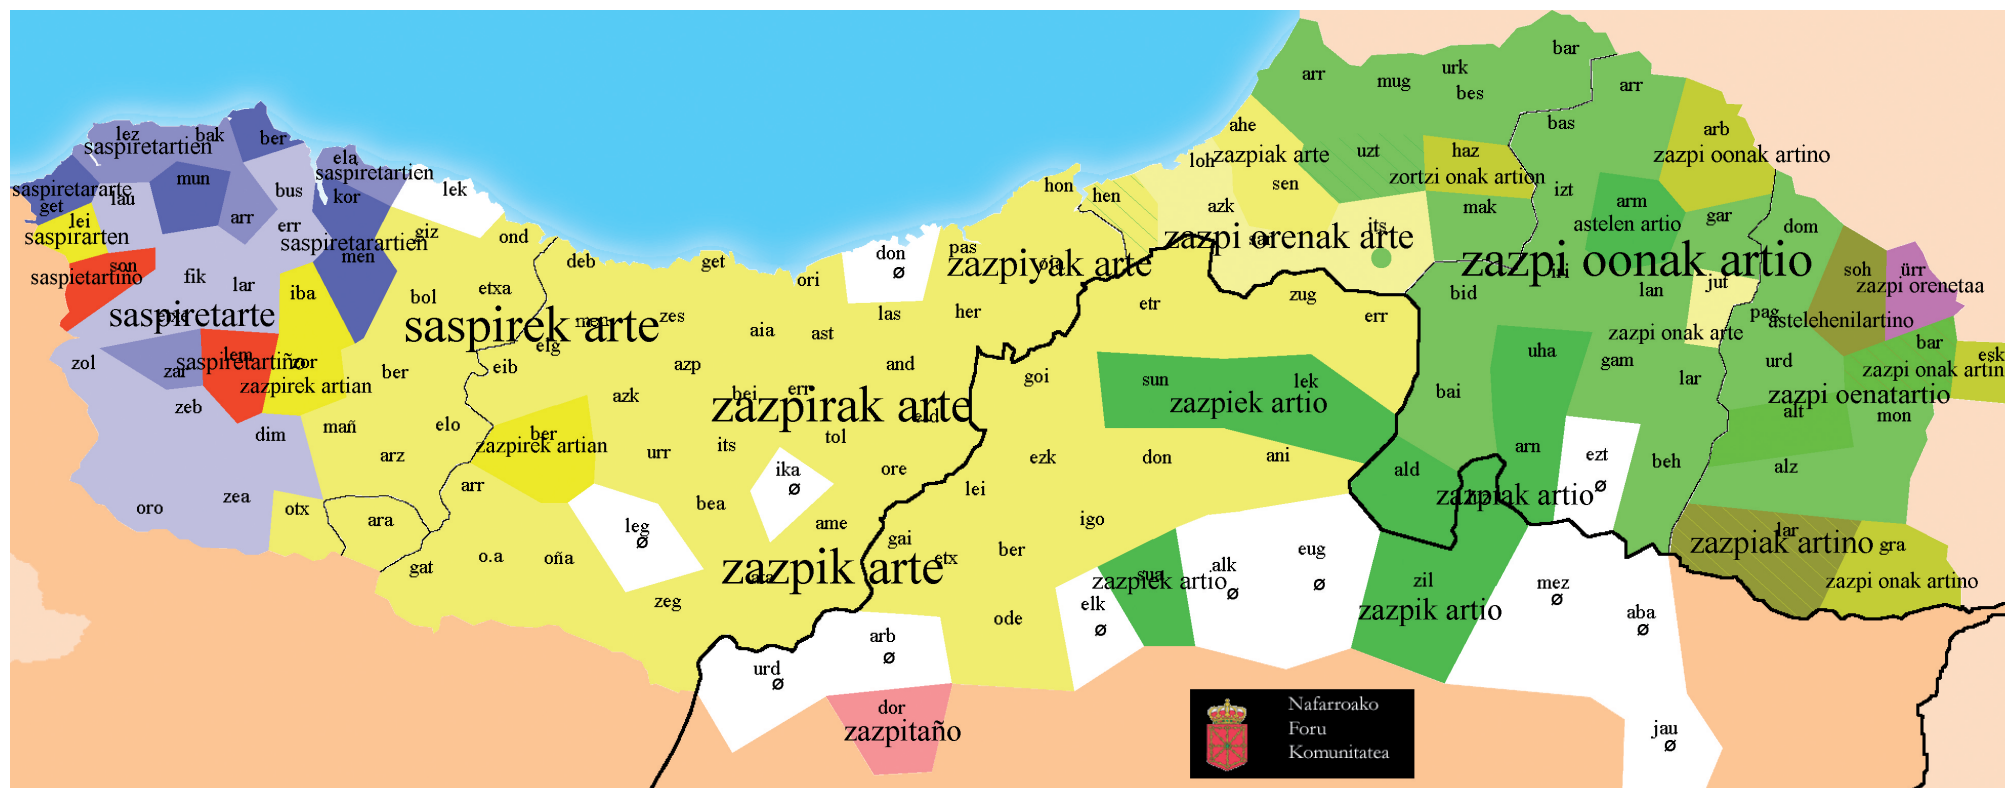 bar
arr
mug
urk
bes
arr
ahe
bas
arb
lez
bak
ber
saspiretartien
loh
zazpiak arte
uzt
haz
zazpi oonak artino
ela
saspiretartien
mun
zortzi onak artion
saspiretararte
get
lau
bus
kor
lek
hon
hen
sen
izt
arm
lei
arr
err
giz
azk
mak
astelen artio
gar
dom
saspirarten
saspiretarartien
men
ond
its
zazpi orenak arte
pas
son
saspietartino
fik
lar
iba
deb
get
ori
don
ø
zazpiyak arte
zazpi oonak artio
soh
ürr
zazpi orenetaa
bol
etxa
etr
zug
bid
lan
jut
saspiretarte
saspirek arte
zes
aia
ast
las
her
err
zazpi onak arte
pag
astelehenilartino
zol
zar
lem
saspiretartiño
zor
zazpirek artian
ber
eib
elg
azp
and
goi
sun
lek
zazpiek artio
uha
gam
lar
urd
bar
esk
zazpi onak artin
zazpi oenatartio
zeb
azk
bei
err
zazpirak arte
bai
alt
mon
dim
mañ
elo
ber
zazpirek artian
its
tol
arn
arz
urr
ika
ø
ore
ezk
don
ani
ald
ezt
ø
beh
alz
oro
zea
otx
arr
bea
lei
zazpiak artio
ara
leg
ø
ame
igo
gai
lar
zazpiak artino
gra
gat
o.a
oña
zazpik arte
etx
ber
zazpiek artio
alk
ø
eug
ø
zil
zazpik artio
mez
ø
zazpi onak artino
zeg
ode
elk
ø
aba
ø
arb
ø
urd
ø
dor
zazpitaño
jau
ø
Nafarroako
Foru
Komunitatea